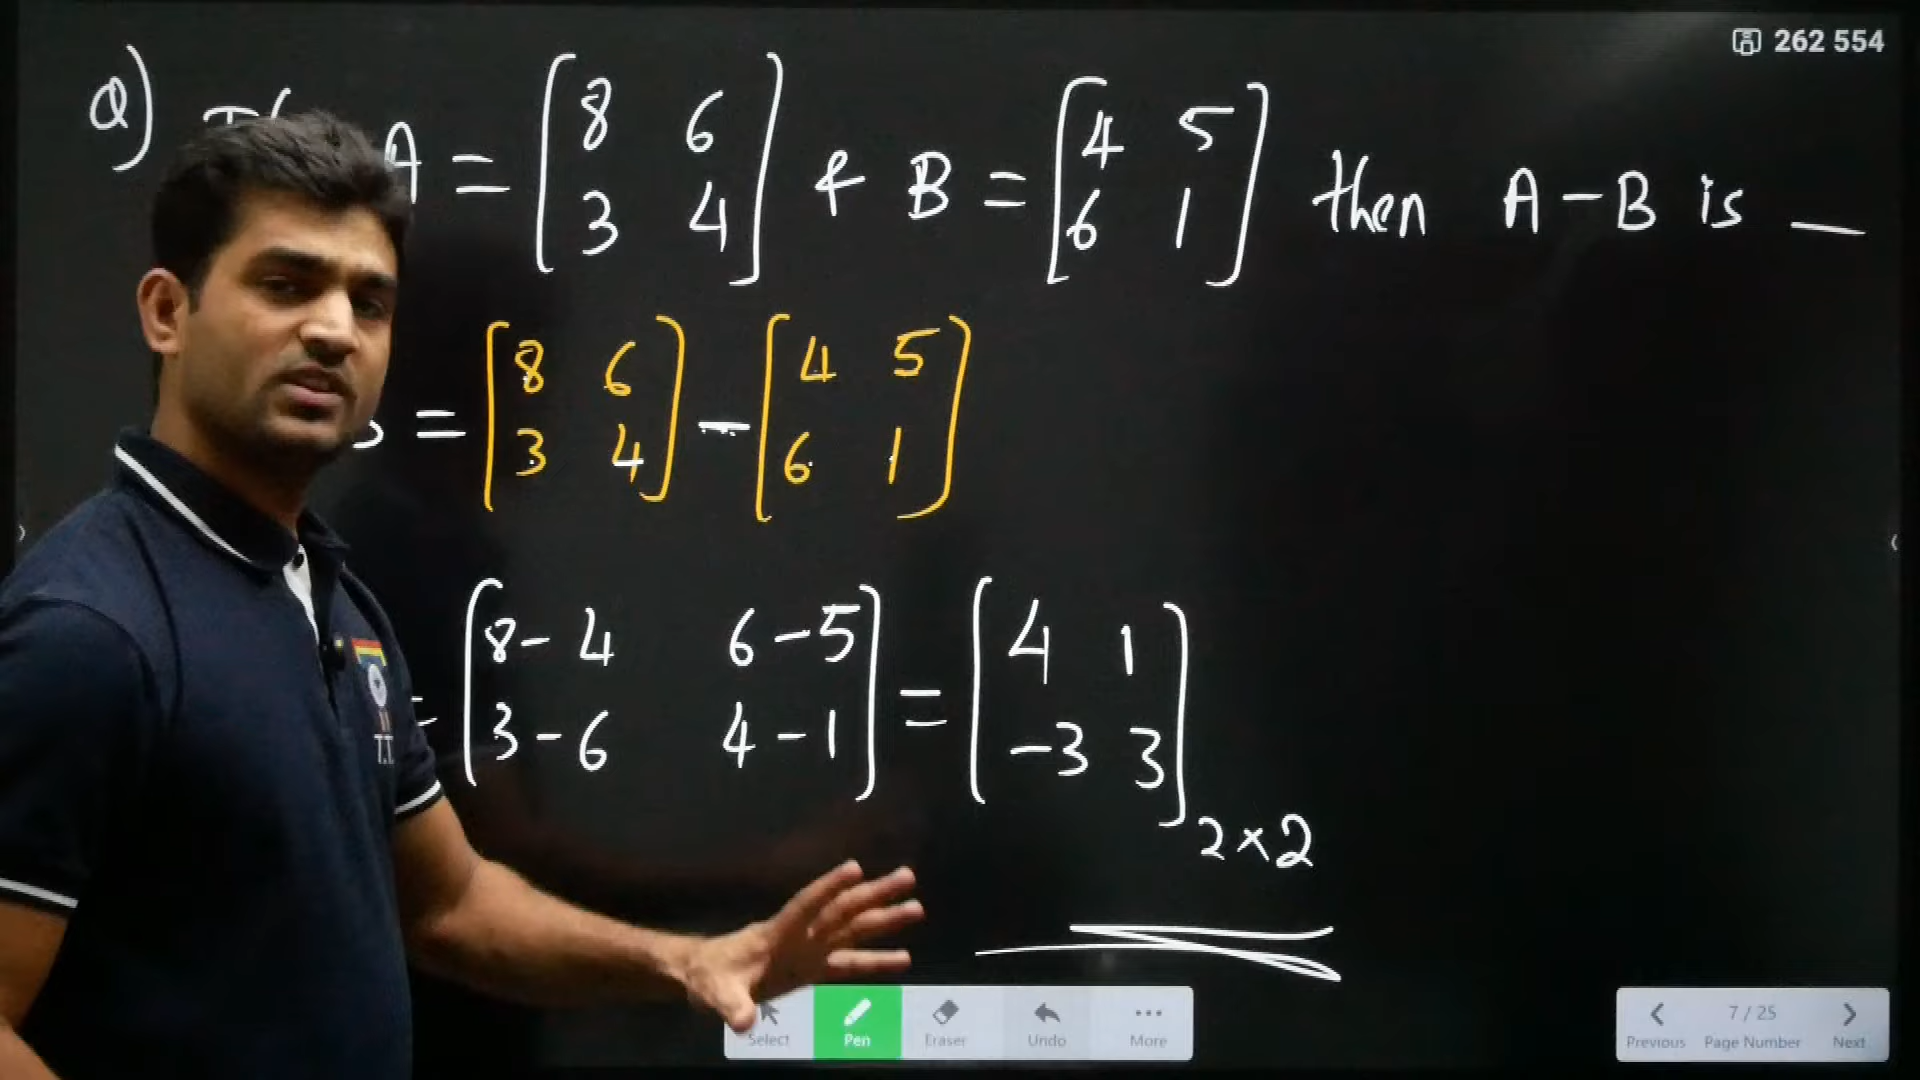 262 554
Q) If A = [8 6] & B = [4 5] then A - B is __
[3 4] [6 1]
= [8 6] - [4 5]
[3 4] [6 1]
= [8-4 6-5] = [4 1]
[3-6 4-1] [-3 3] 2×2
T.T
Select Pen Eraser Undo More
Previous 7 / 25 Page Number Next